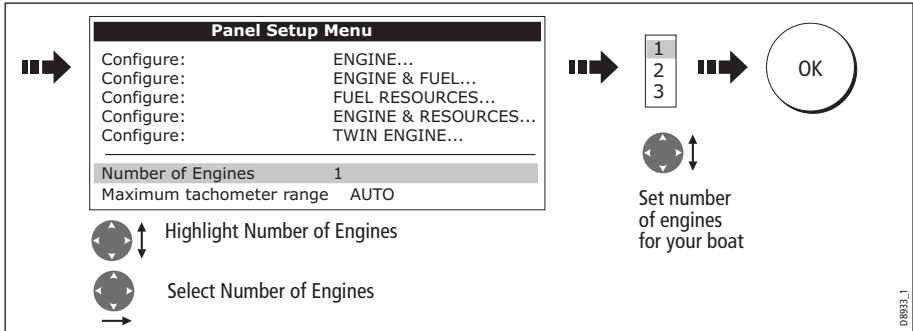 Panel Setup Menu
Configure: ENGINE...
Configure: ENGINE & FUEL...
Configure: FUEL RESOURCES...
Configure: ENGINE & RESOURCES...
Configure: TWIN ENGINE...
Number of Engines 1
Maximum tachometer range AUTO
Highlight Number of Engines
Select Number of Engines
1
2
3
OK
Set number
of engines
for your boat
D8933_1